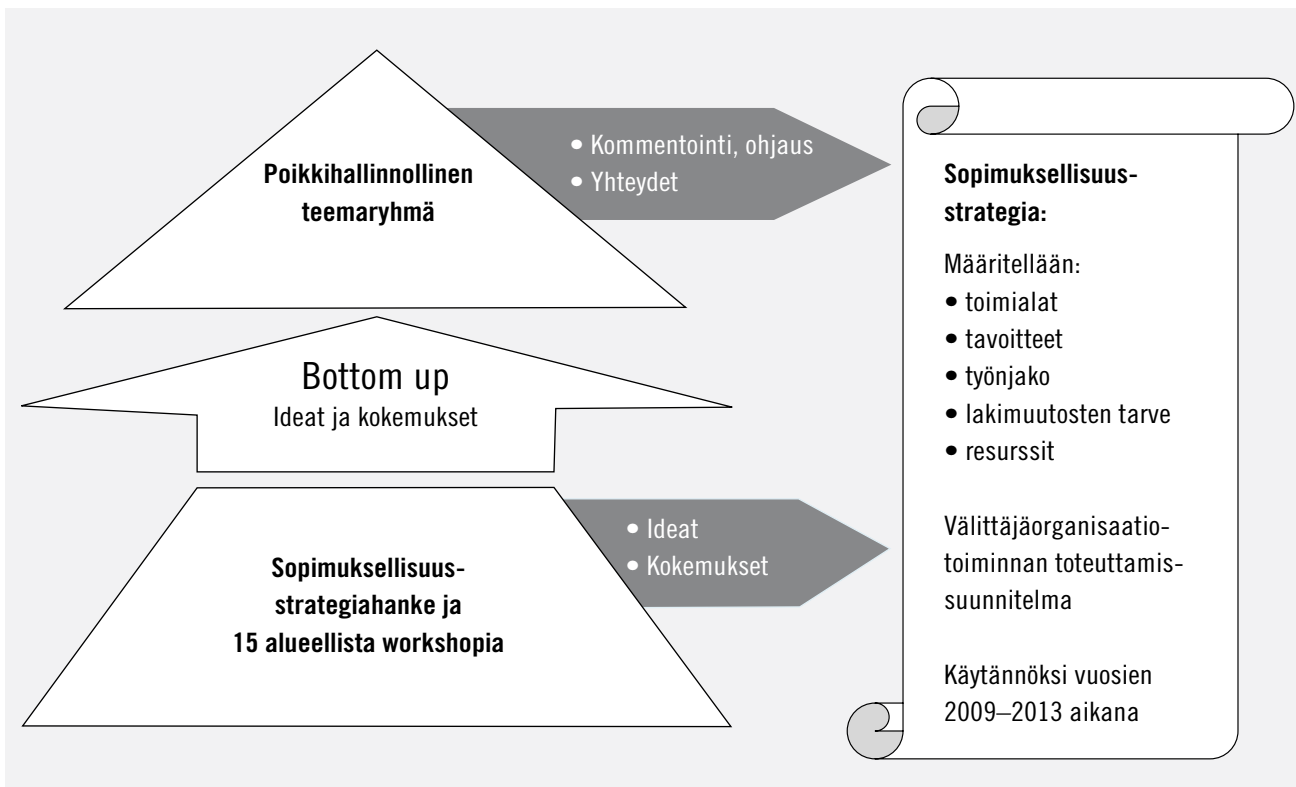 Poikkihallinnollinen
teemaryhmä
• Kommentointi, ohjaus
• Yhteydet
Bottom up
Ideat ja kokemukset
Sopimuksellisuus-
strategiahanke ja
15 alueellista workshopia
• Ideat
• Kokemukset
Sopimuksellisuus-
strategia:
Määritellään:
• toimialat
• tavoitteet
• työnjako
• lakimuutosten tarve
• resurssit
Välittäjäorganisaatio-
toiminnan toteuttamis-
suunnitelma
Käytännöksi vuosien
2009–2013 aikana